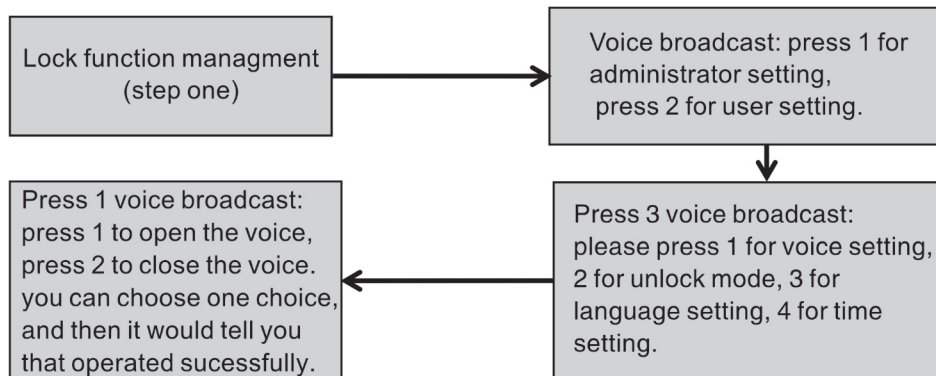 Lock function managment
(step one)
Voice broadcast: press 1 for
administrator setting,
press 2 for user setting.
Press 3 voice broadcast:
please press 1 for voice setting,
2 for unlock mode, 3 for
language setting, 4 for time
setting.
Press 1 voice broadcast:
press 1 to open the voice,
press 2 to close the voice.
you can choose one choice,
and then it would tell you
that operated sucessfully.